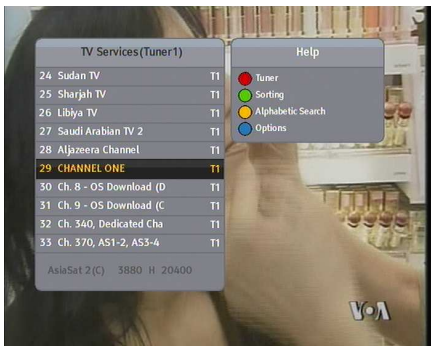 TV Services(Tuner1)
24 Sudan TV T1
25 Sharjah TV T1
26 Libiya TV T1
27 Saudi Arabian TV 2 T1
28 Aljazeera Channel T1
29 CHANNEL ONE T1
30 Ch. 8 - OS Download (D T1
31 Ch. 9 - OS Download (C T1
32 Ch. 340, Dedicated Cha T1
33 Ch. 370, AS1-2, AS3-4 T1
AsiaSat 2(C) 3880 H 20400
Help
Tuner
Sorting
Alphabetic Search
Options
VOA